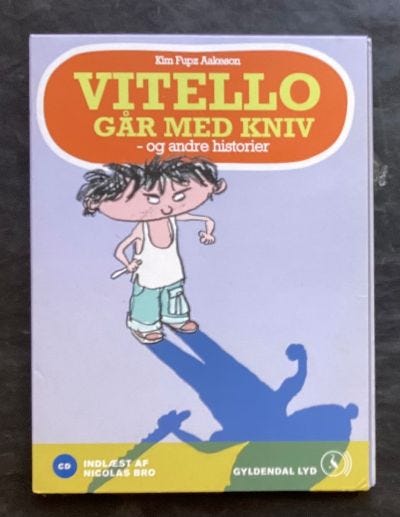 Kim Fupz Aakeson
VITELLO
GÅR MED KNIV
- og andre historier
CD
INDLÆST AF
NICOLAS BRO
GYLDENDAL LYD